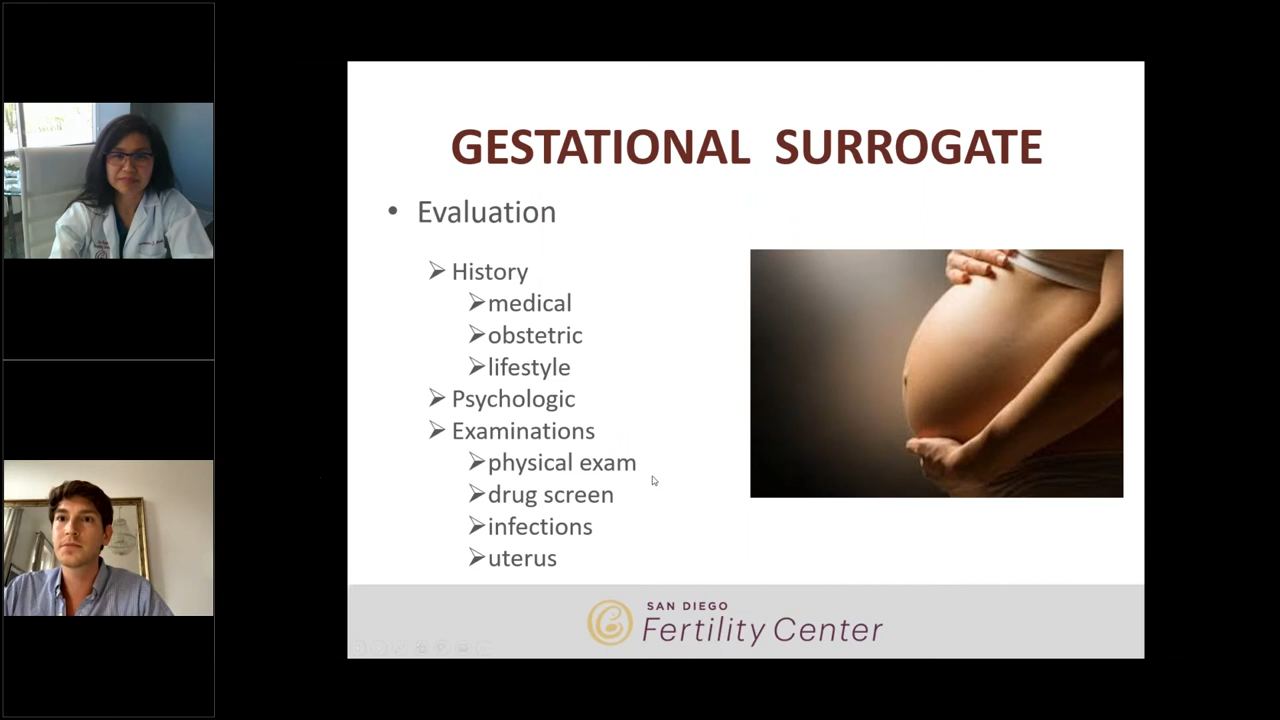 GESTATIONAL SURROGATE
• Evaluation
➢ History
➢medical
➢obstetric
➢lifestyle
➢ Psychologic
➢ Examinations
➢physical exam
➢drug screen
➢infections
➢uterus
SAN DIEGO
Fertility Center